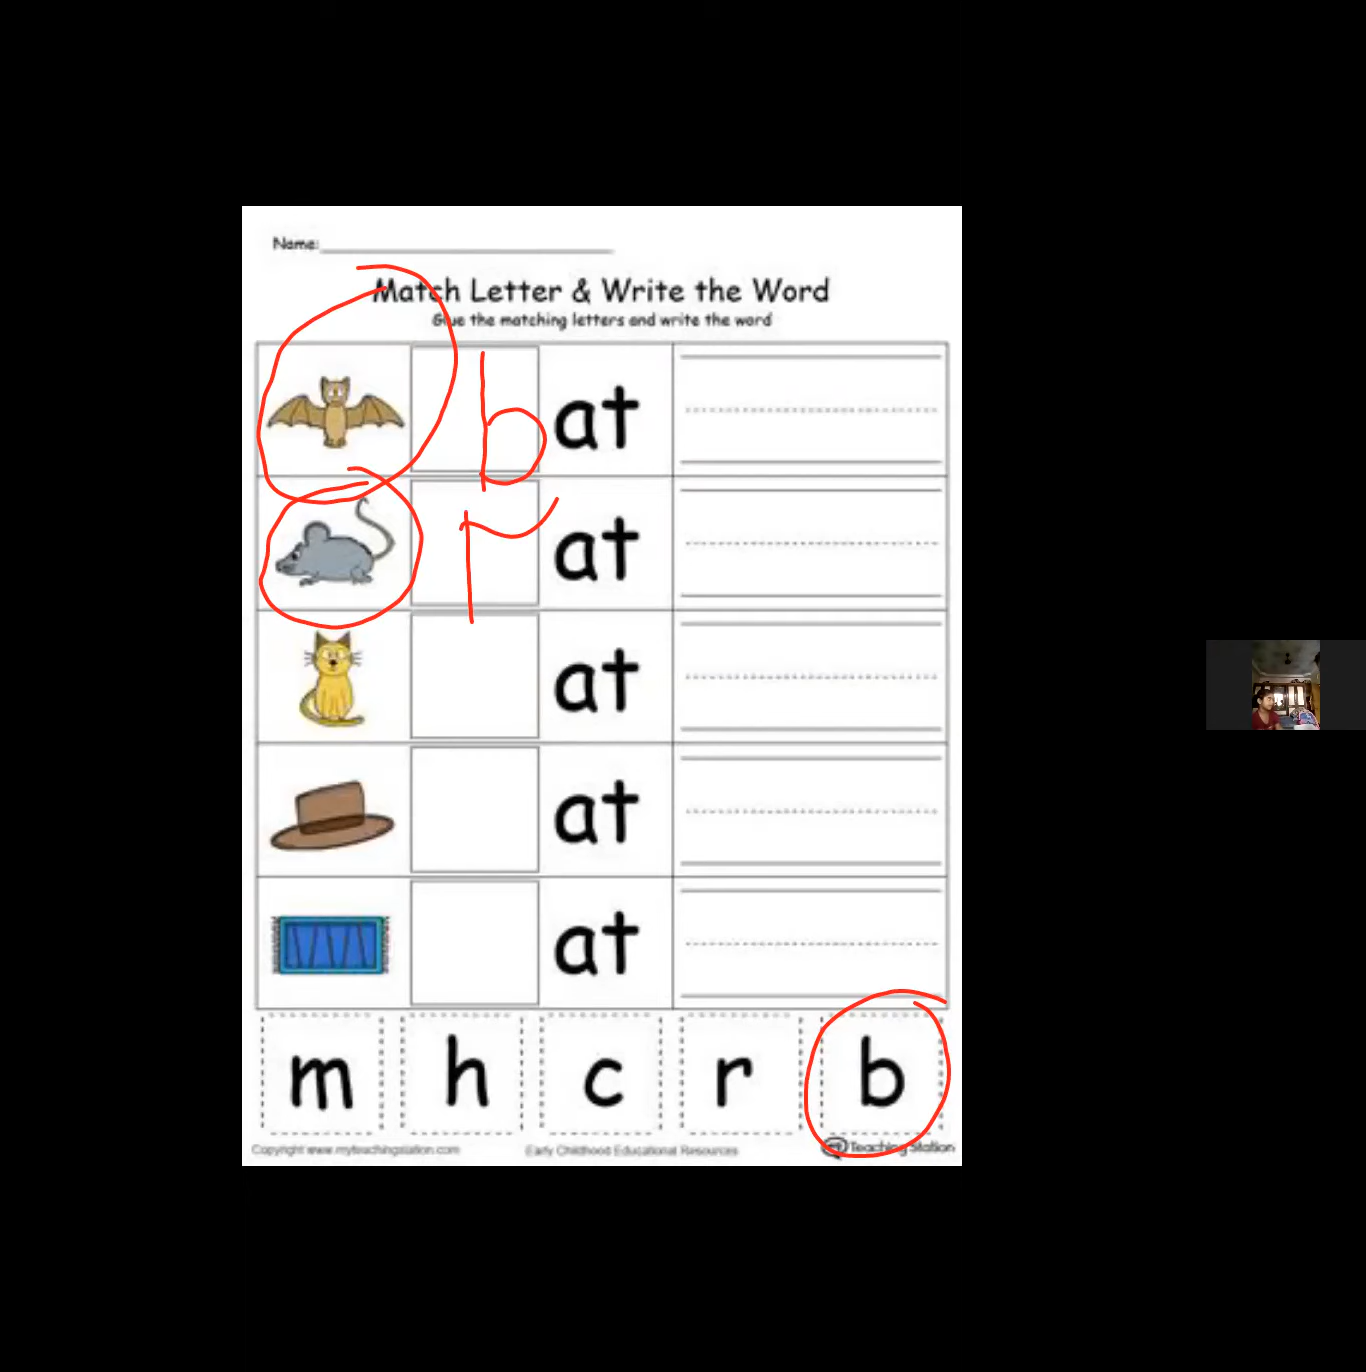 Name:
Match Letter & Write the Word
Glue the matching letters and write the word
b at
r at
at
at
at
m h c r b
Copyright www.myteachingstation.com Early Childhood Educational Resources my Teaching Station